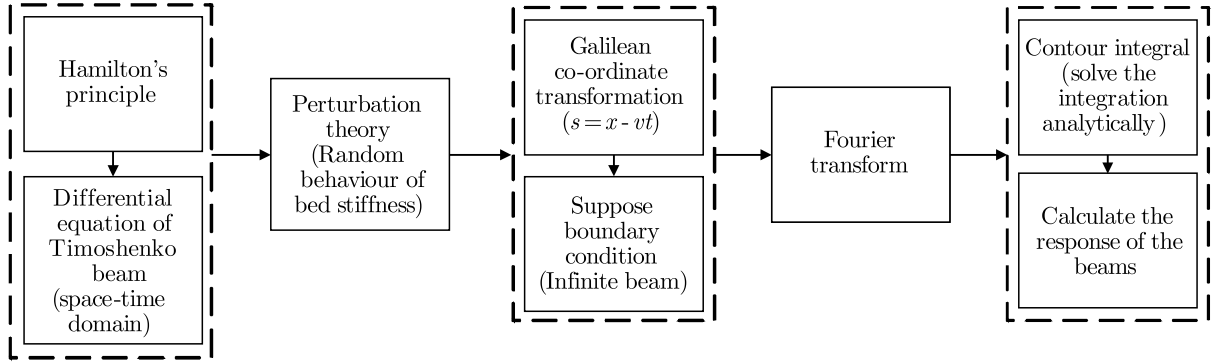 Hamilton's
principle
Differential
equation of
Timoshenko
beam
(space-time
domain)
Perturbation
theory
(Random
behaviour of
bed stiffness)
Galilean
co-ordinate
transformation
(s = x - vt)
Suppose
boundary
condition
(Infinite beam)
Fourier
transform
Contour integral
(solve the
integration
analytically)
Calculate the
response of the
beams